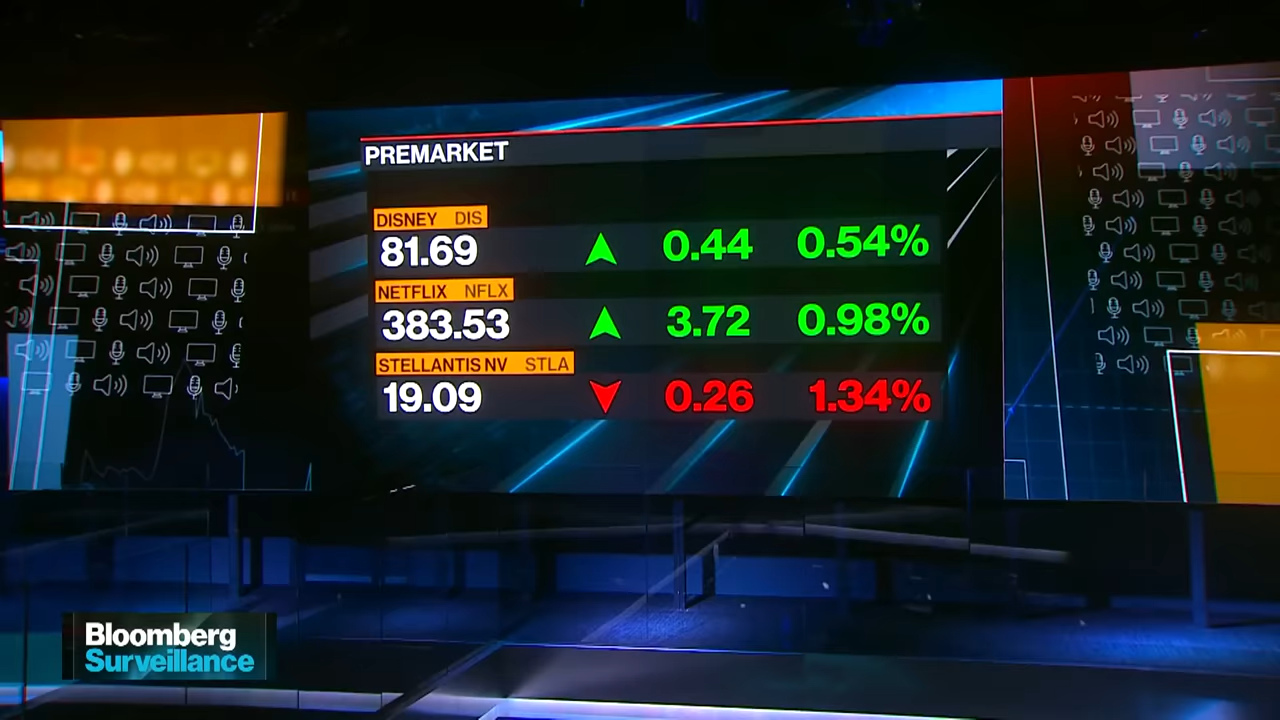 PREMARKET
DISNEY DIS
81.69 ▲ 0.44 0.54%
NETFLIX NFLX
383.53 ▲ 3.72 0.98%
STELLANTIS NV STLA
19.09 ▼ 0.26 1.34%
Bloomberg
Surveillance